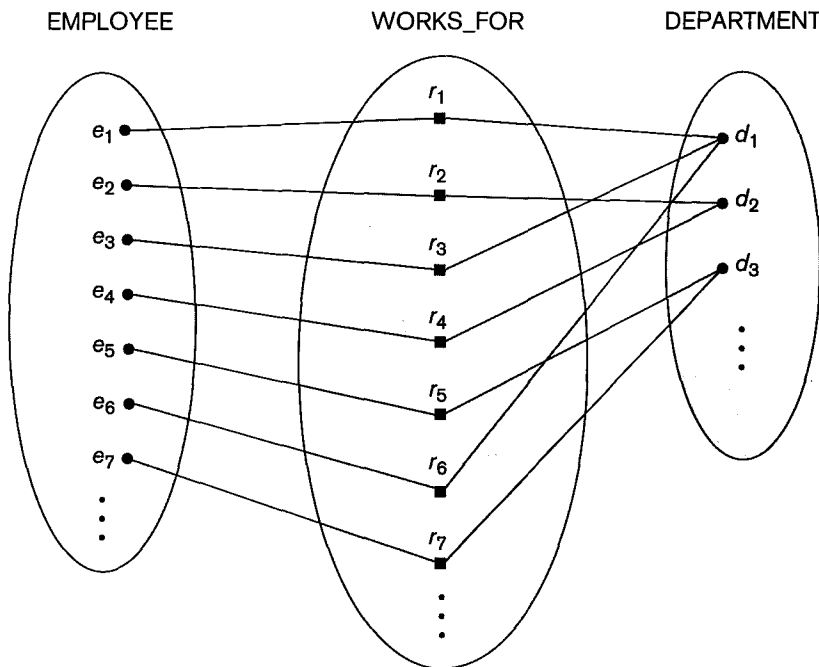 EMPLOYEE WORKS_FOR DEPARTMENT
r1
e1 d1
r2
e2 d2
e3 r3 d3
e4 r4
e5 r5
e6 r6
e7 r7